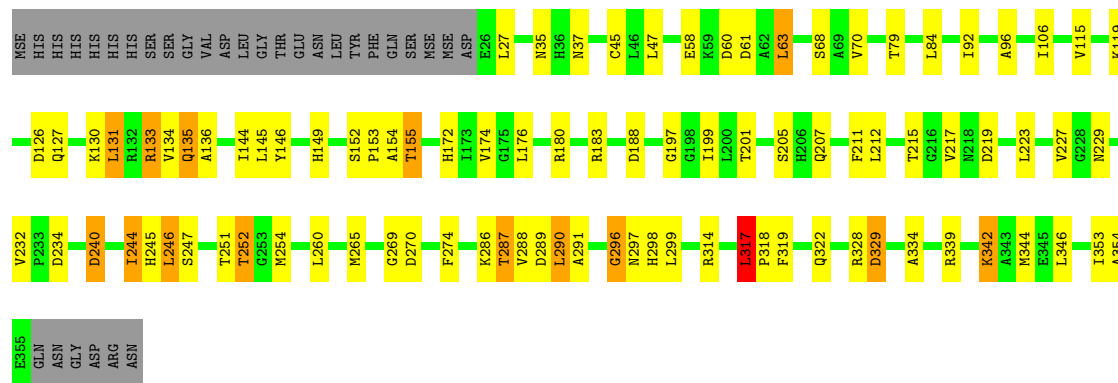 MSE HIS HIS HIS HIS HIS HIS SER SER GLY VAL ASP LEU GLY THR GLU ASN LEU TYR PHE GLN SER MSE MSE ASP E26 L27 N35 H36 N37 C45 L46 L47 E58 K59 D60 D61 A62 L63 S68 A69 V70 T79 L84 I92 A96 I106 V115 K119
D126 Q127 K130 L131 R132 R133 V134 Q135 A136 I144 L145 Y146 H149 S152 P153 A154 T155 H172 I173 V174 G175 L176 R180 R183 D188 G197 G198 I199 L200 T201 S205 H206 Q207 F211 L212 T215 G216 V217 N218 D219 L223 V227 G228 N229
V232 P233 D234 D240 I244 H245 L246 S247 T251 T252 G253 M254 L260 M265 G269 D270 F274 K286 T287 V288 D289 L290 A291 G296 N297 H298 L299 R314 L317 P318 F319 Q322 R328 D329 A334 R339 K342 A343 M344 E345 L346 I353 A354
E355 GLN ASN GLY ASP ARG ASN